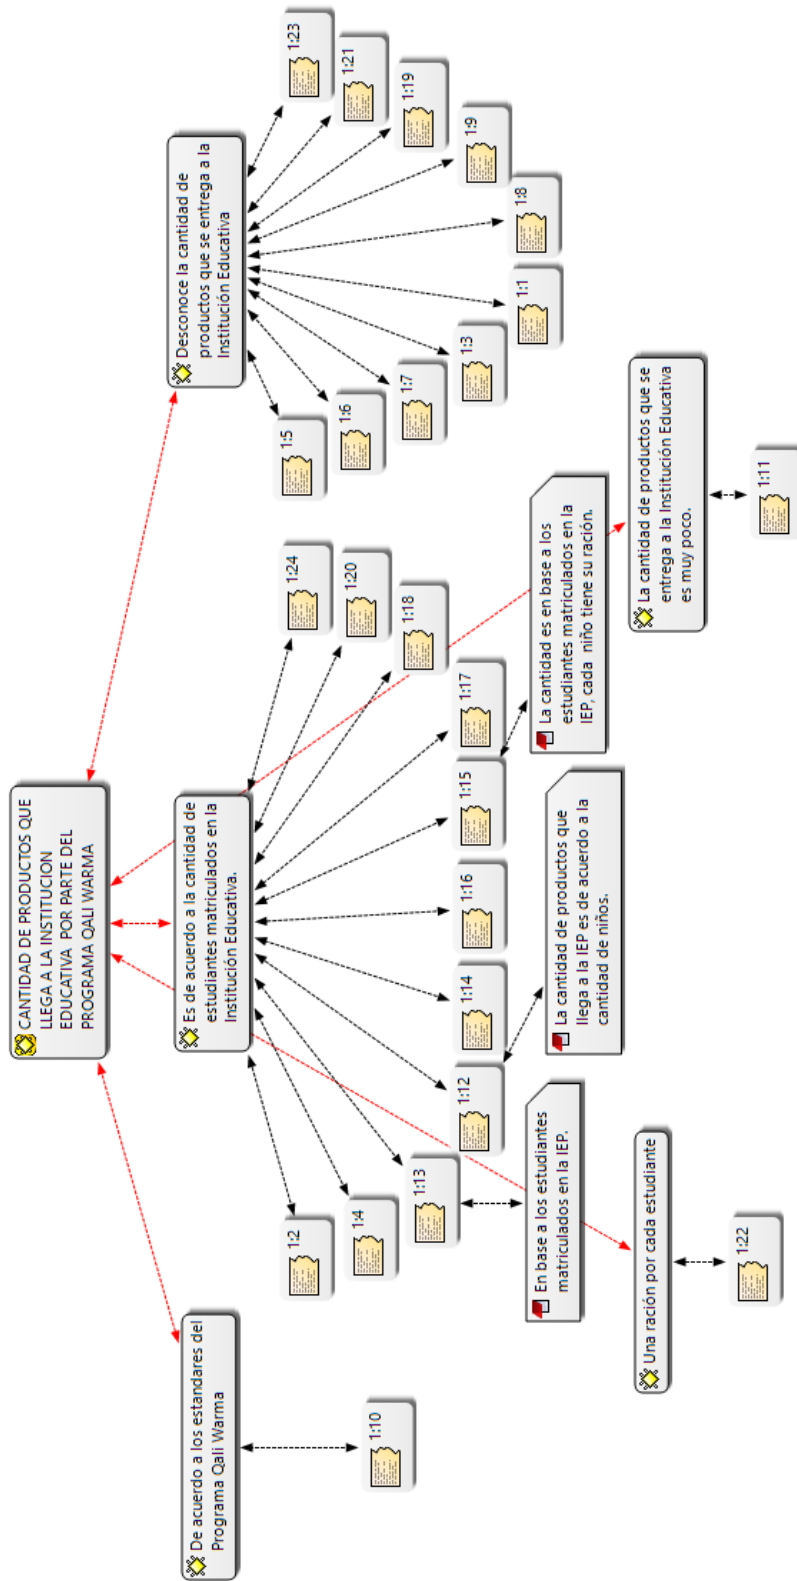 CANTIDAD DE PRODUCTOS QUE
LLEGA A LA INSTITUCION
EDUCATIVA POR PARTE DEL
PROGRAMA QALI WARMA
De acuerdo a los estandares del
Programa Qali Warma
1:10
Es de acuerdo a la cantidad de
estudiantes matriculados en la
Institución Educativa.
1:2
1:4
1:13
1:12
1:14
1:16
1:15
1:17
1:18
1:20
1:24
En base a los estudiantes
matriculados en la IEP.
La cantidad de productos que
llega a la IEP es de acuerdo a la
cantidad de niños.
La cantidad es en base a los
estudiantes matriculados en la
IEP, cada niño tiene su ración.
Una ración por cada estudiante
1:22
La cantidad de productos que se
entrega a la Institución Educativa
es muy poco.
1:11
Desconoce la cantidad de
productos que se entrega a la
Institución Educativa
1:5
1:6
1:7
1:3
1:1
1:8
1:9
1:19
1:21
1:23